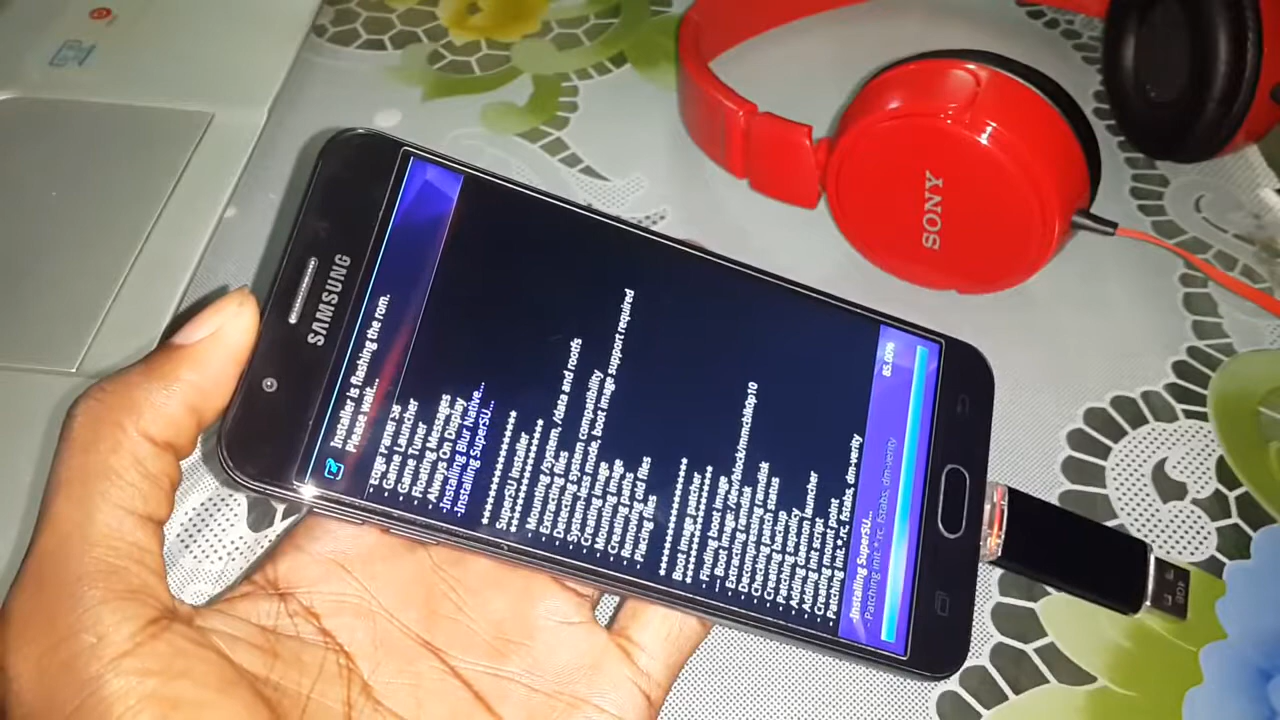 SONY
SAMSUNG
Installer is flashing the rom.
Please wait...
- Edge Panels S8
- Game Launcher
- Game Tuner
- Floating Messages
- Always On Display
-Installing Blur Native...
-Installing SuperSU...
*****************
SuperSU installer
*****************
- Mounting /system, /data and rootfs
- Extracting files
- Detecting system compatibility
- System-less mode, boot image support required
- Creating image
- Mounting image
- Creating paths
- Removing old files
- Placing files
*******************
Boot image patcher
*******************
- Finding boot image
--- Boot image: /dev/block/mmcblk0p10
- Extracting ramdisk
- Decompressing ramdisk
- Checking patch status
- Creating backup
- Patching sepolicy
- Adding daemon launcher
- Adding init script
- Creating mount point
- Patching init.*.rc, fstabs, dm-verity
-Installing SuperSU...
- Patching init.*.rc, fstabs, dm-verity
85.00%
4GB